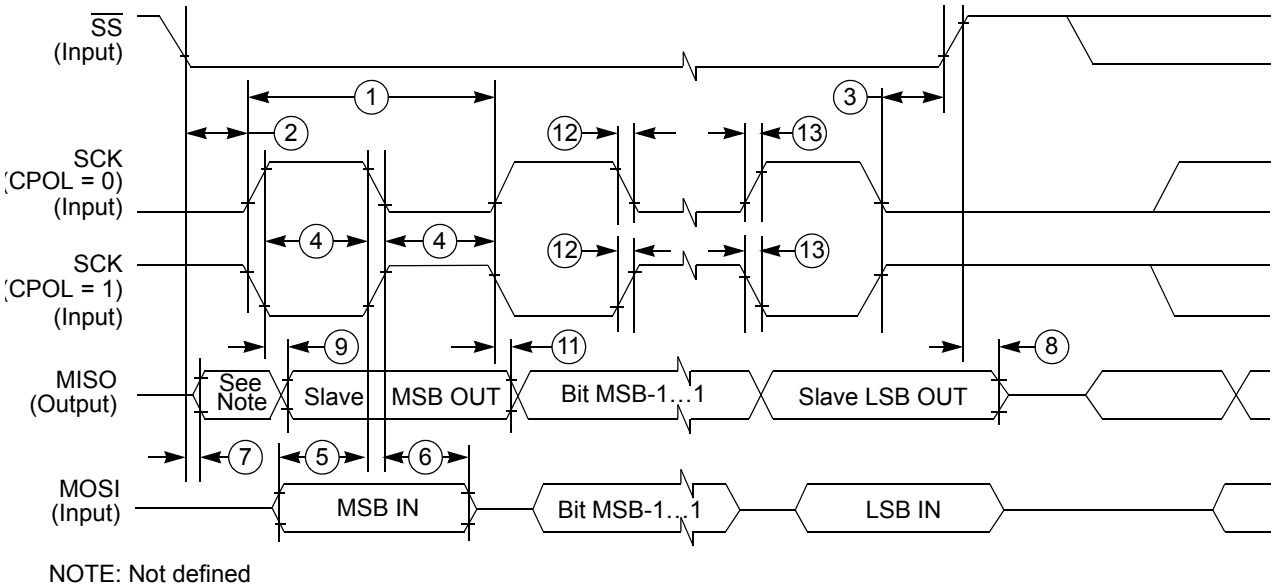 SS
(Input)
1
3
2
12
13
SCK
(CPOL = 0)
(Input)
4
4
12
13
SCK
(CPOL = 1)
(Input)
9
11
8
MISO
(Output)
See
Note
Slave
MSB OUT
Bit MSB-1…1
Slave LSB OUT
7
5
6
MOSI
(Input)
MSB IN
Bit MSB-1…1
LSB IN
NOTE: Not defined